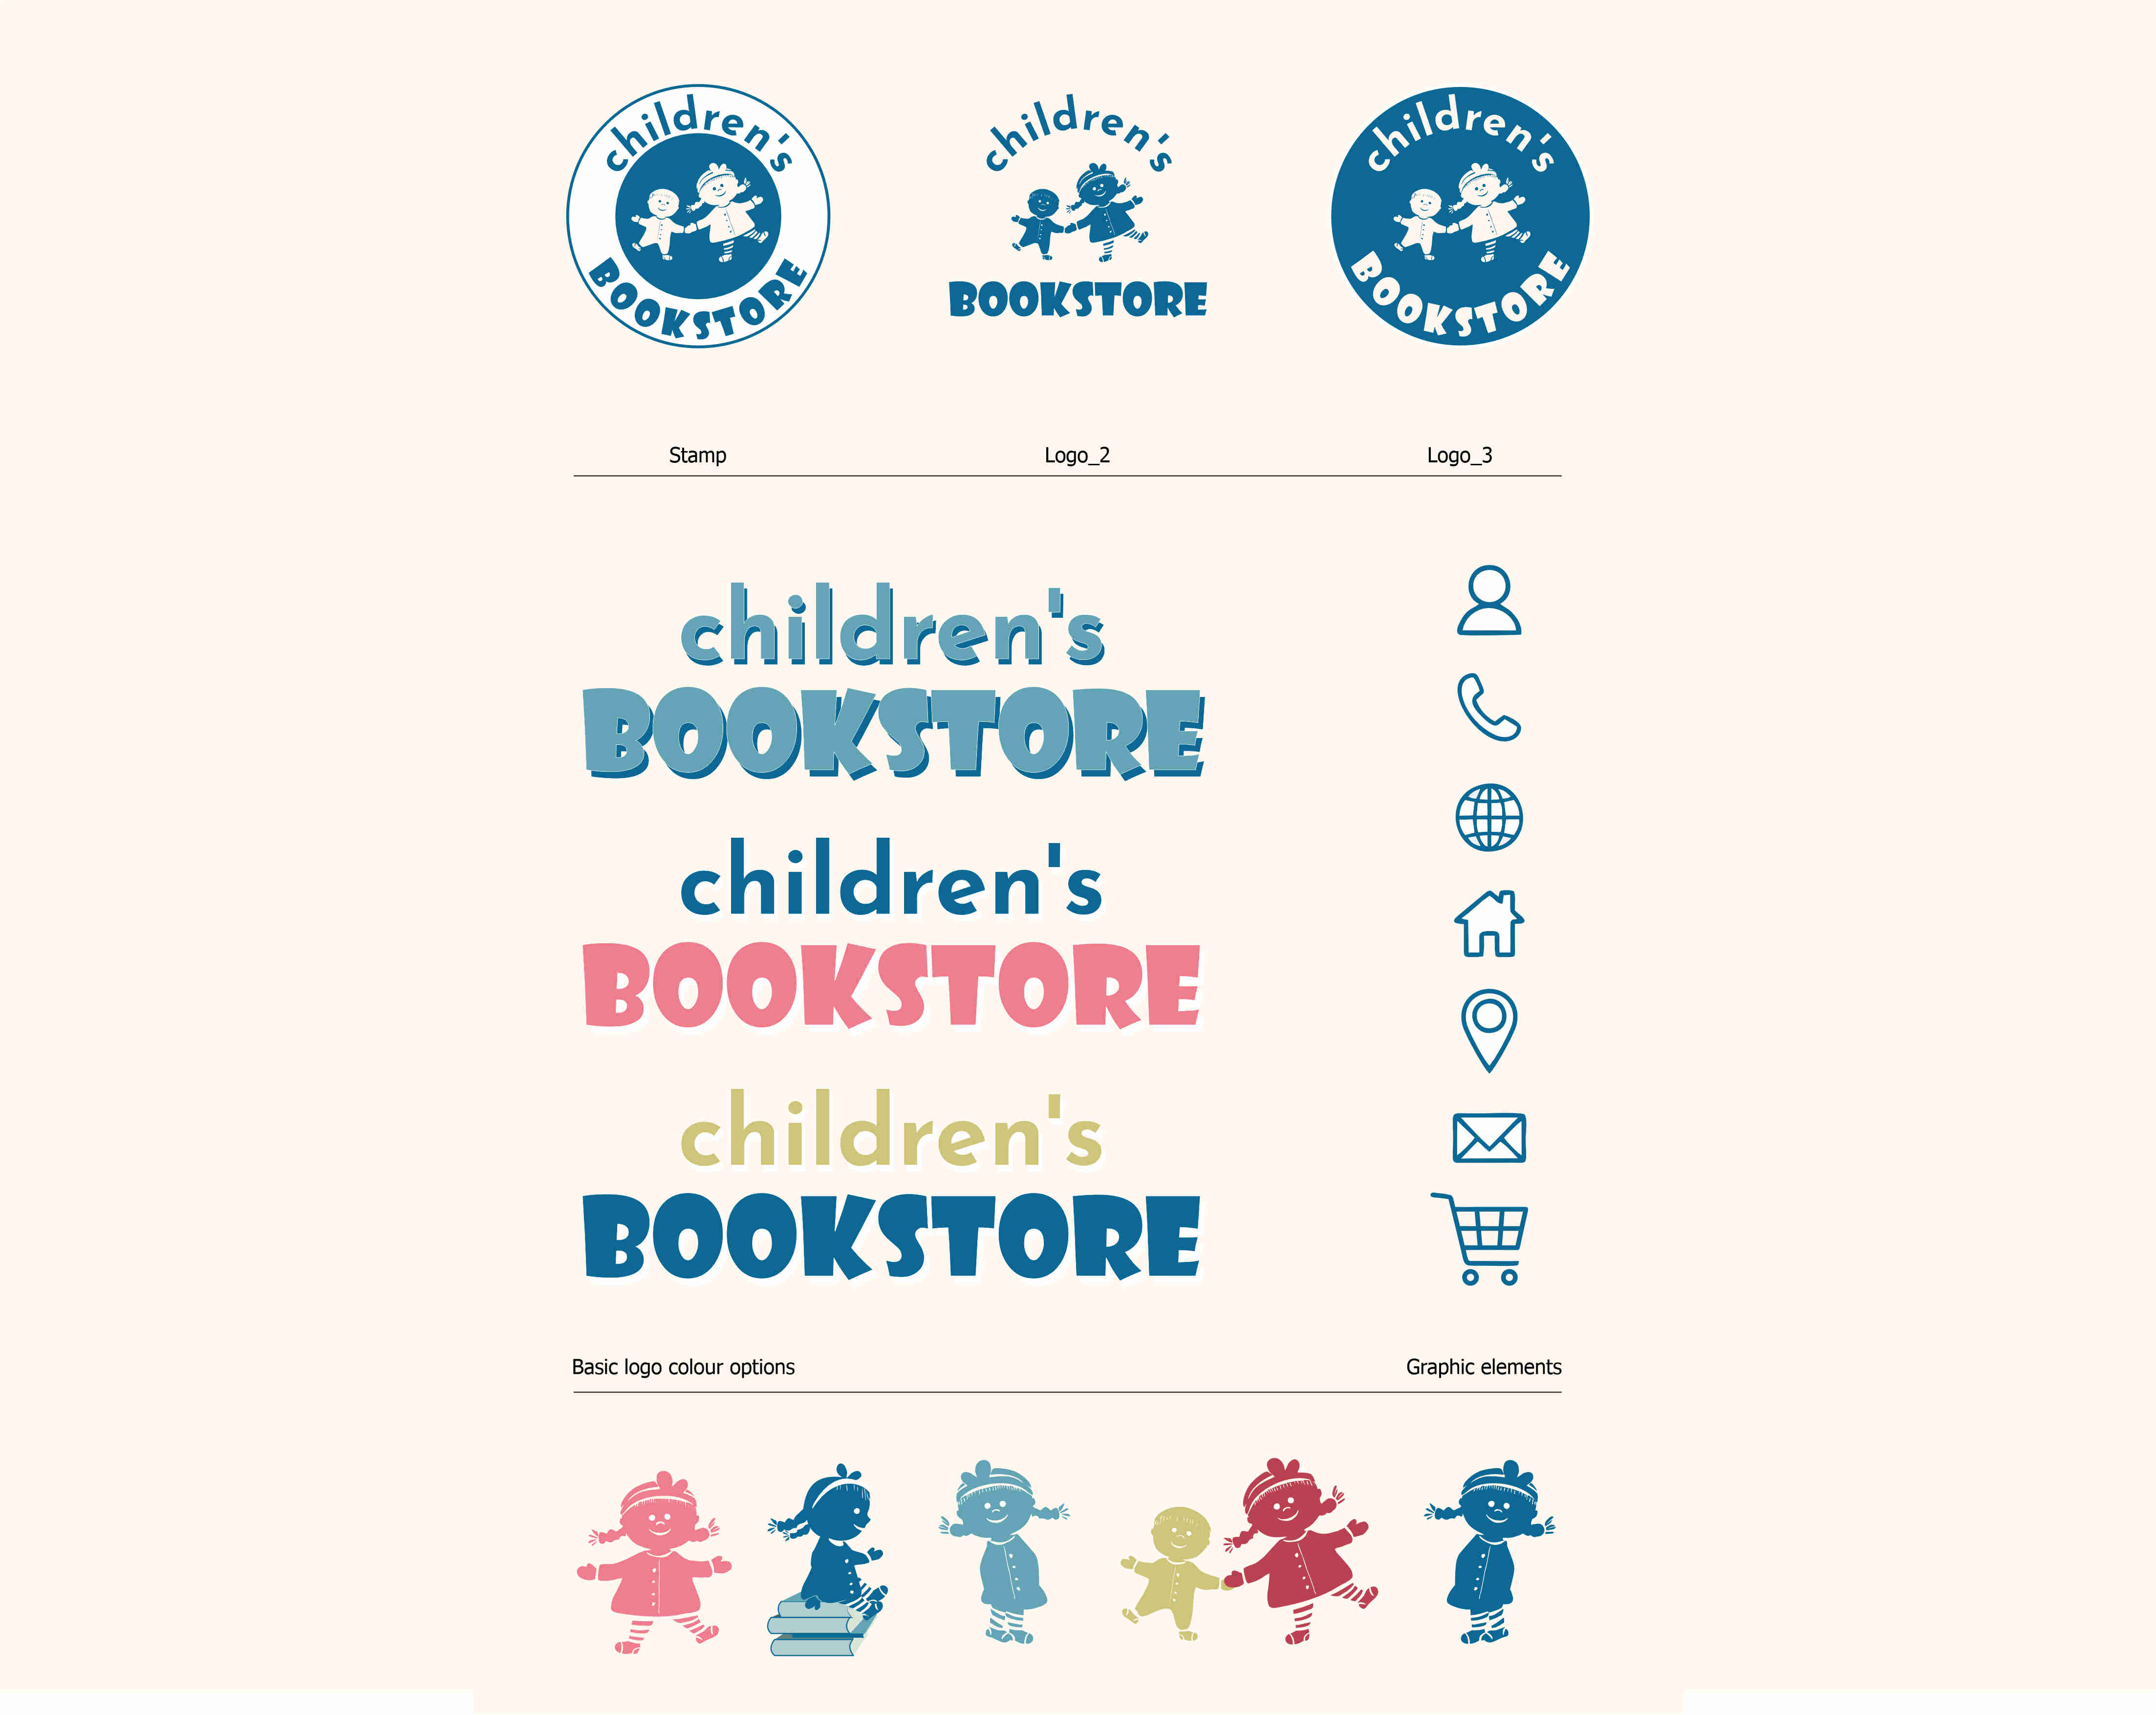 children's
BOOKSTORE
children's
BOOKSTORE
children's
BOOKSTORE
Stamp
Logo_2
Logo_3
children's
BOOKSTORE
children's
BOOKSTORE
children's
BOOKSTORE
Basic logo colour options
Graphic elements